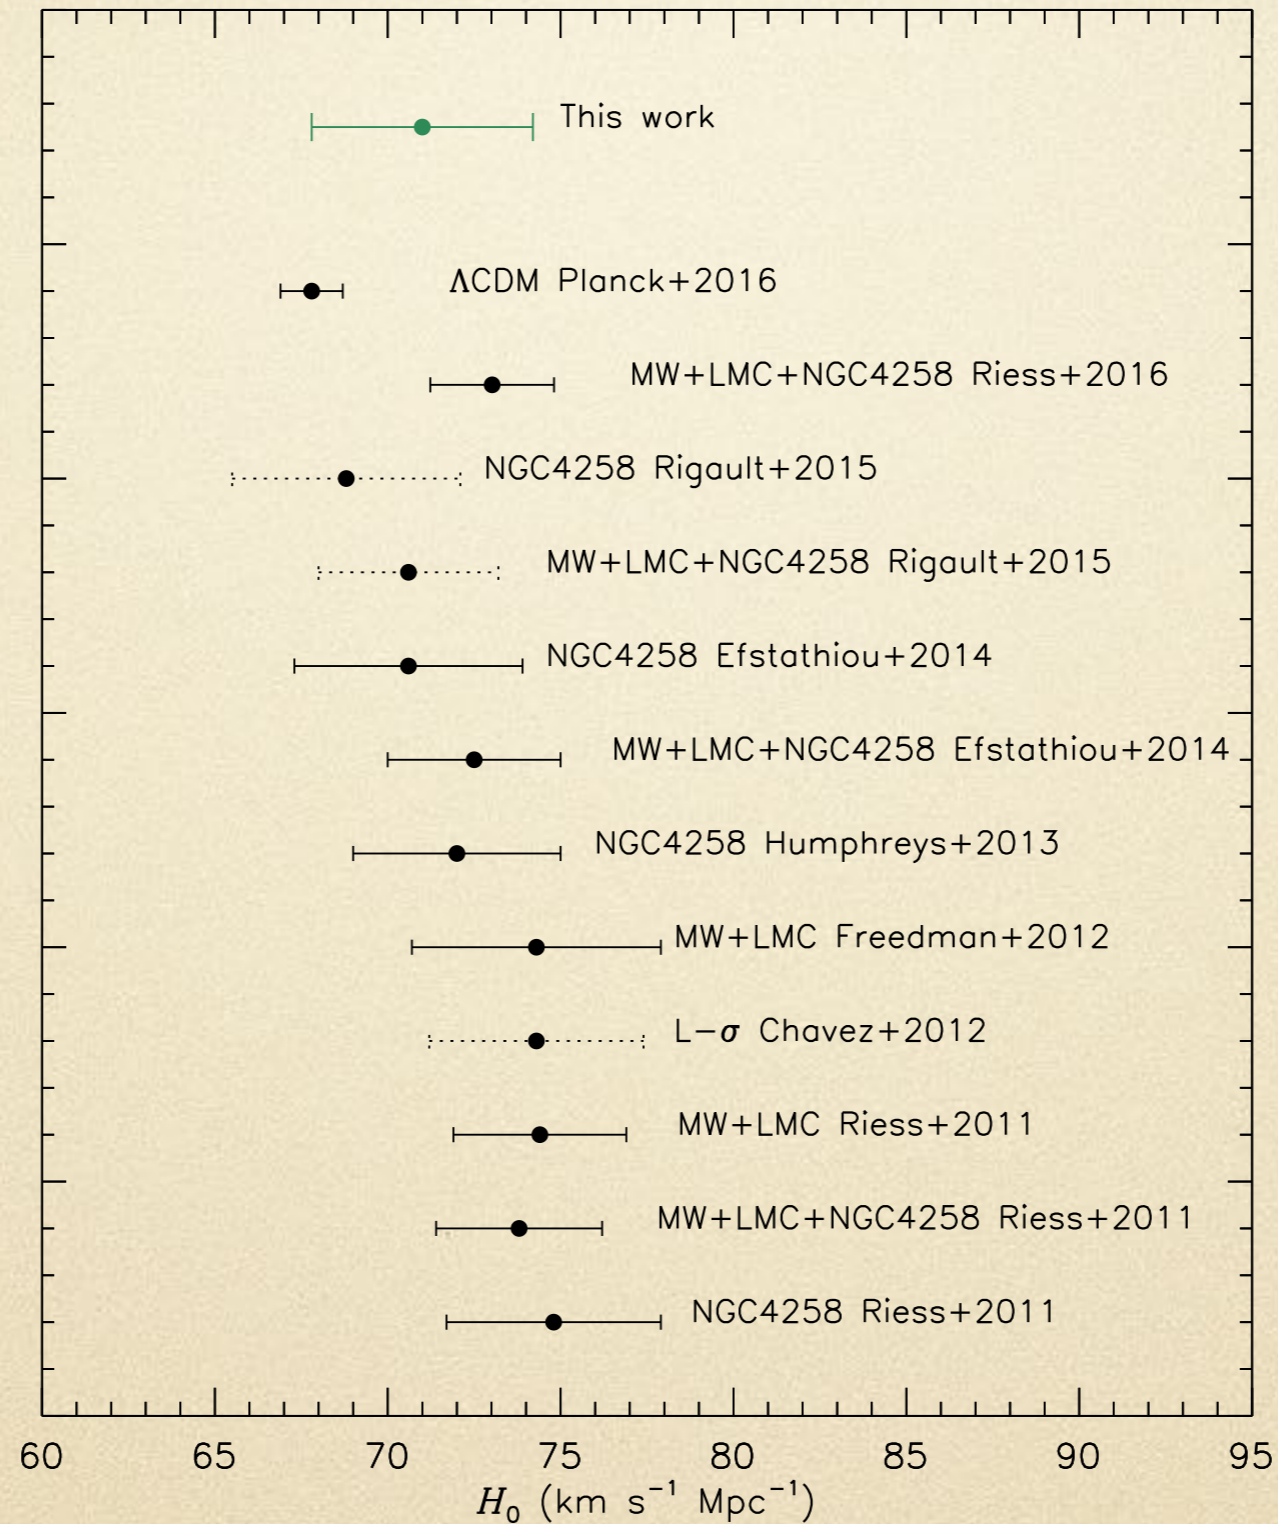 This work
ΛCDM Planck+2016
MW+LMC+NGC4258 Riess+2016
NGC4258 Rigault+2015
MW+LMC+NGC4258 Rigault+2015
NGC4258 Efstathiou+2014
MW+LMC+NGC4258 Efstathiou+2014
NGC4258 Humphreys+2013
MW+LMC Freedman+2012
L−σ Chavez+2012
MW+LMC Riess+2011
MW+LMC+NGC4258 Riess+2011
NGC4258 Riess+2011
60 65 70 75 80 85 90 95
H₀ (km s⁻¹ Mpc⁻¹)